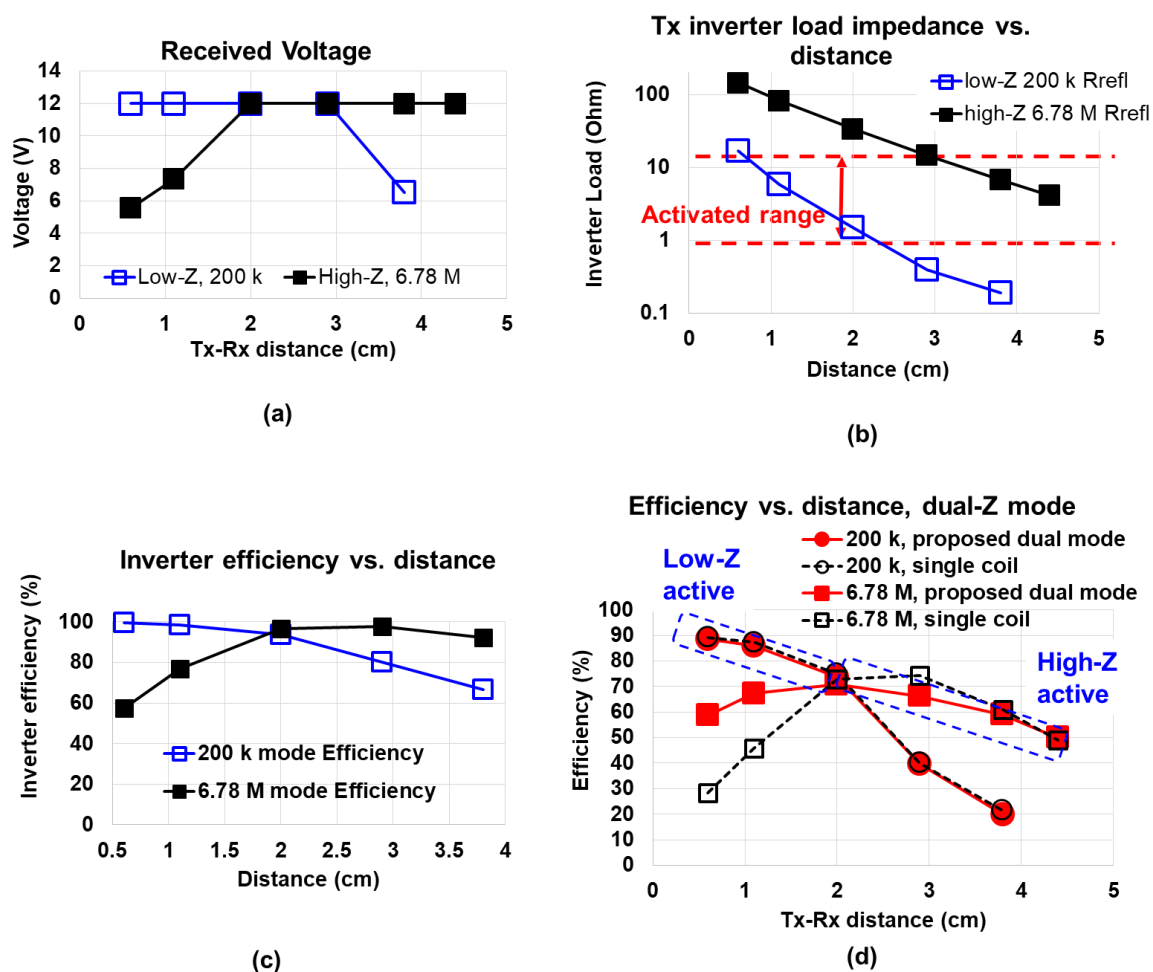 Received Voltage
14
12
10
8
6
4
2
0
Voltage (V)
Low-Z, 200 k
High-Z, 6.78 M
0 1 2 3 4 5
Tx-Rx distance (cm)
(a)
Tx inverter load impedance vs.
distance
low-Z 200 k Rrefl
high-Z 6.78 M Rrefl
100
10
1
0.1
Inverter Load (Ohm)
Activated range
0 1 2 3 4 5
Distance (cm)
(b)
Inverter efficiency vs. distance
100
80
60
40
20
0
Inverter efficiency (%)
200 k mode Efficiency
6.78 M mode Efficiency
0.5 1 1.5 2 2.5 3 3.5 4
Distance (cm)
(c)
Efficiency vs. distance, dual-Z mode
200 k, proposed dual mode
200 k, single coil
6.78 M, proposed dual mode
6.78 M, single coil
Low-Z
active
High-Z
active
100
90
80
70
60
50
40
30
20
10
0
Efficiency (%)
0 1 2 3 4 5
Tx-Rx distance (cm)
(d)